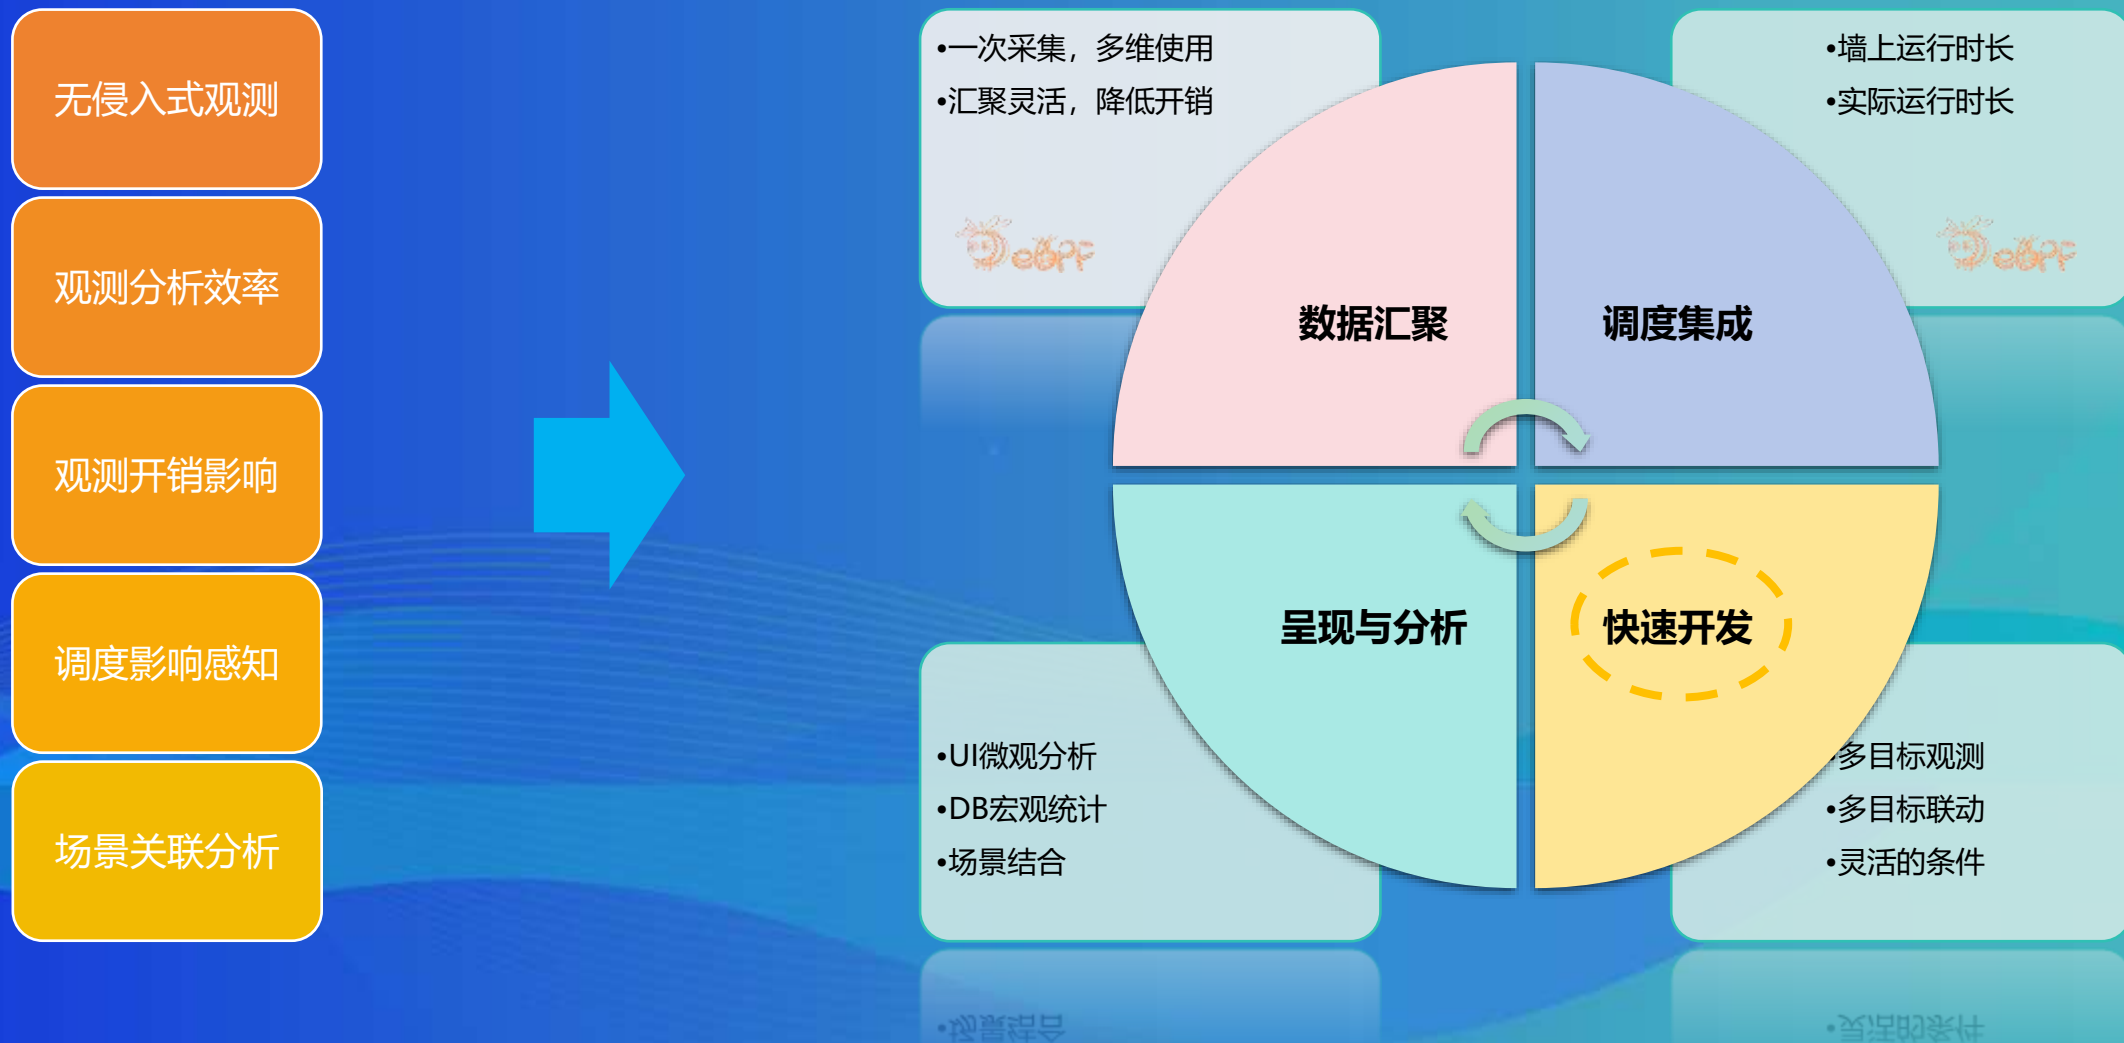 无侵入式观测
观测分析效率
观测开销影响
调度影响感知
场景关联分析
•一次采集，多维使用
•汇聚灵活，降低开销
eBPF
•墙上运行时长
•实际运行时长
eBPF
数据汇聚
调度集成
呈现与分析
快速开发
•UI微观分析
•DB宏观统计
•场景结合
•多目标观测
•多目标联动
•灵活的条件